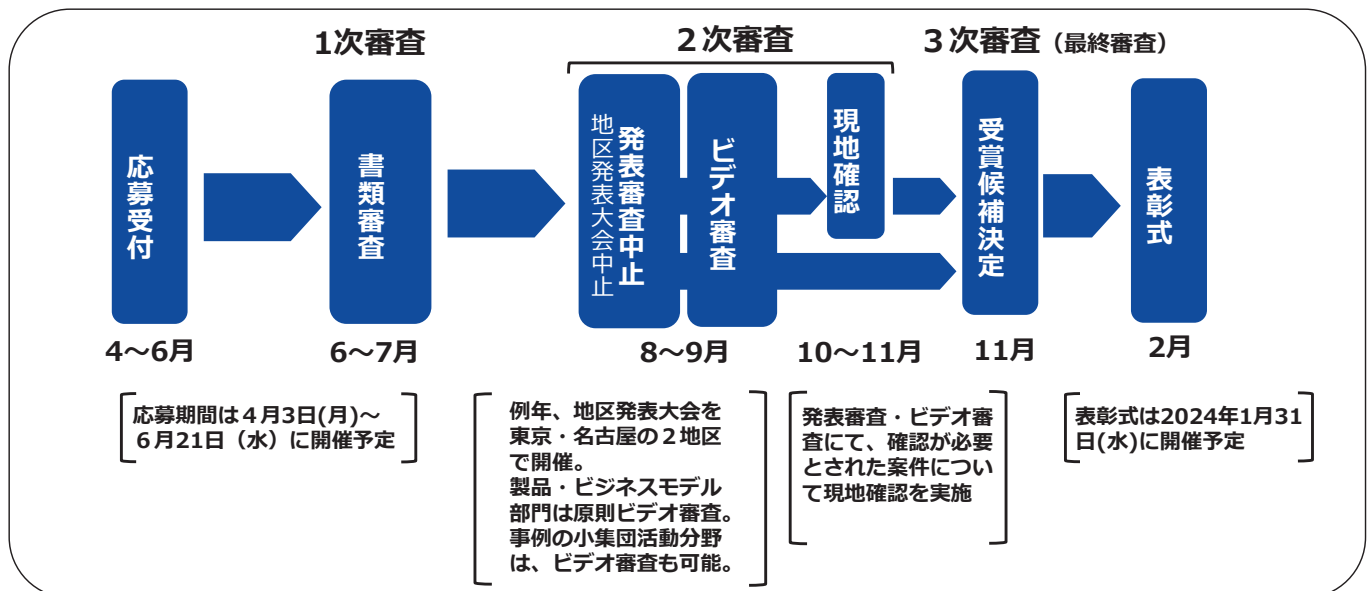 1次審査
２次審査
３次審査（最終審査）
応募受付
書類審査
発表審査中止
地区発表大会中止
ビデオ審査
現地確認
受賞候補決定
表彰式
4～6月
6～7月
8～9月
10～11月
11月
2月
応募期間は４月3日(月)～
６月21日（水）に開催予定
例年、地区発表大会を
東京・名古屋の２地区
で開催。
製品・ビジネスモデル
部門は原則ビデオ審査。
事例の小集団活動分野
は、ビデオ審査も可能。
発表審査・ビデオ審
査にて、確認が必要
とされた案件につい
て現地確認を実施
表彰式は2024年1月31
日(水)に開催予定